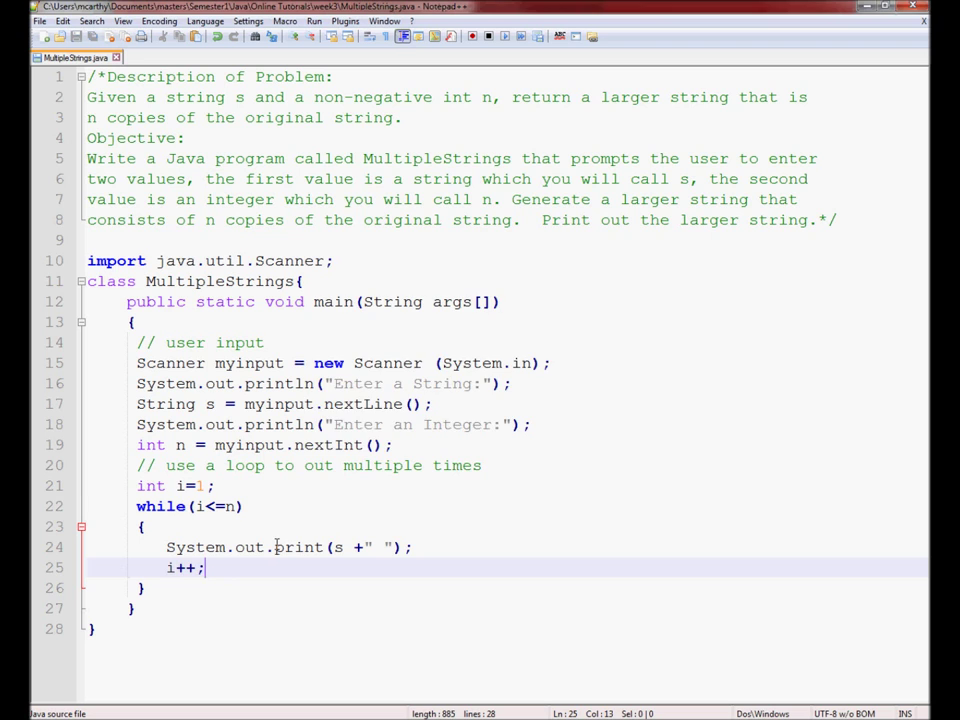 C:\Users\mcarthy\Documents\masters\Semester1\Java\Online Tutorials\week3\MultipleStrings.java - Notepad++
File Edit Search View Encoding Language Settings Macro Run Plugins Window ? X
MultipleStrings.java
1 /*Description of Problem:
2 Given a string s and a non-negative int n, return a larger string that is
3 n copies of the original string.
4 Objective:
5 Write a Java program called MultipleStrings that prompts the user to enter
6 two values, the first value is a string which you will call s, the second
7 value is an integer which you will call n. Generate a larger string that
8 consists of n copies of the original string.  Print out the larger string.*/
9
10 import java.util.Scanner;
11 class MultipleStrings{
12     public static void main(String args[])
13     {
14      // user input
15      Scanner myinput = new Scanner (System.in);
16      System.out.println("Enter a String:");
17      String s = myinput.nextLine();
18      System.out.println("Enter an Integer:");
19      int n = myinput.nextInt();
20      // use a loop to out multiple times
21      int i=1;
22      while(i<=n)
23      {
24         System.out.print(s +" ");
25         i++;
26      }
27     }
28 }
Java source file length : 885 lines : 28 Ln : 25 Col : 13 Sel : 0 | 0 Dos\Windows UTF-8 w/o BOM INS